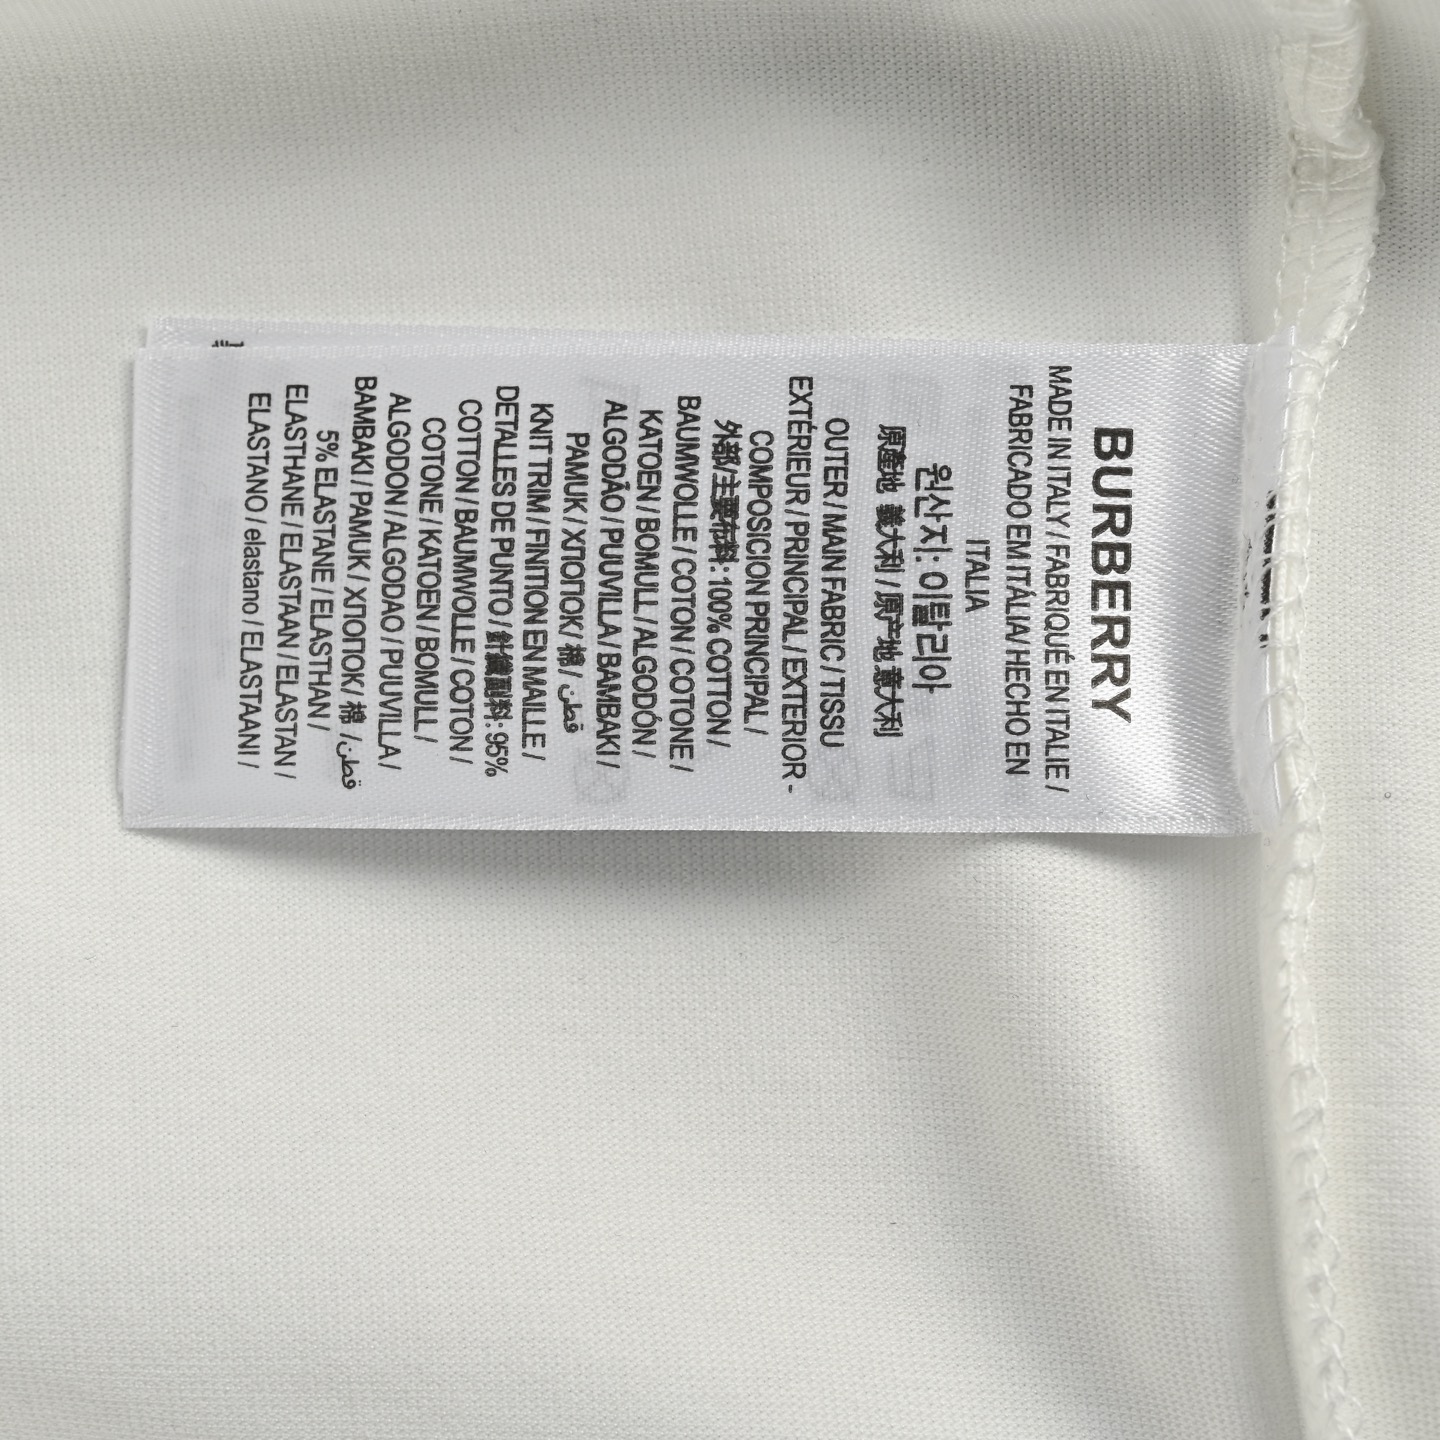 BURBERRY
MADE IN ITALY / FABRIQUÉ EN ITALIE /
FABRICADO EM ITÁLIA/ HECHO EN
ITALIA
원산지: 이탈리아
原產地 義大利 / 原产地 意大利
OUTER / MAIN FABRIC / TISSU
EXTÉRIEUR / PRINCIPAL / EXTERIOR -
COMPOSICION PRINCIPAL /
外部/主要布料: 100% COTTON /
BAUMWOLLE / COTON / COTONE /
KATOEN / BOMULL / ALGODÓN /
ALGODÃO / PUUVILLA / BAMBAKI /
PAMUK / ХПОПОК/ 棉 / قطن
KNIT TRIM / FINITION EN MAILLE /
DETALLES DE PUNTO / 針織副料: 95%
COTTON / BAUMWOLLE / COTON /
COTONE / KATOEN / BOMULL /
ALGODON / ALGODAO / PUUVILLA /
BAMBAKI / PAMUK / ХПОПОК/ 棉 / قطن
5% ELASTANE / ELASTHAN /
ELASTHANE / ELASTAAN / ELASTAN /
ELASTANO / elastano / ELASTAANI /